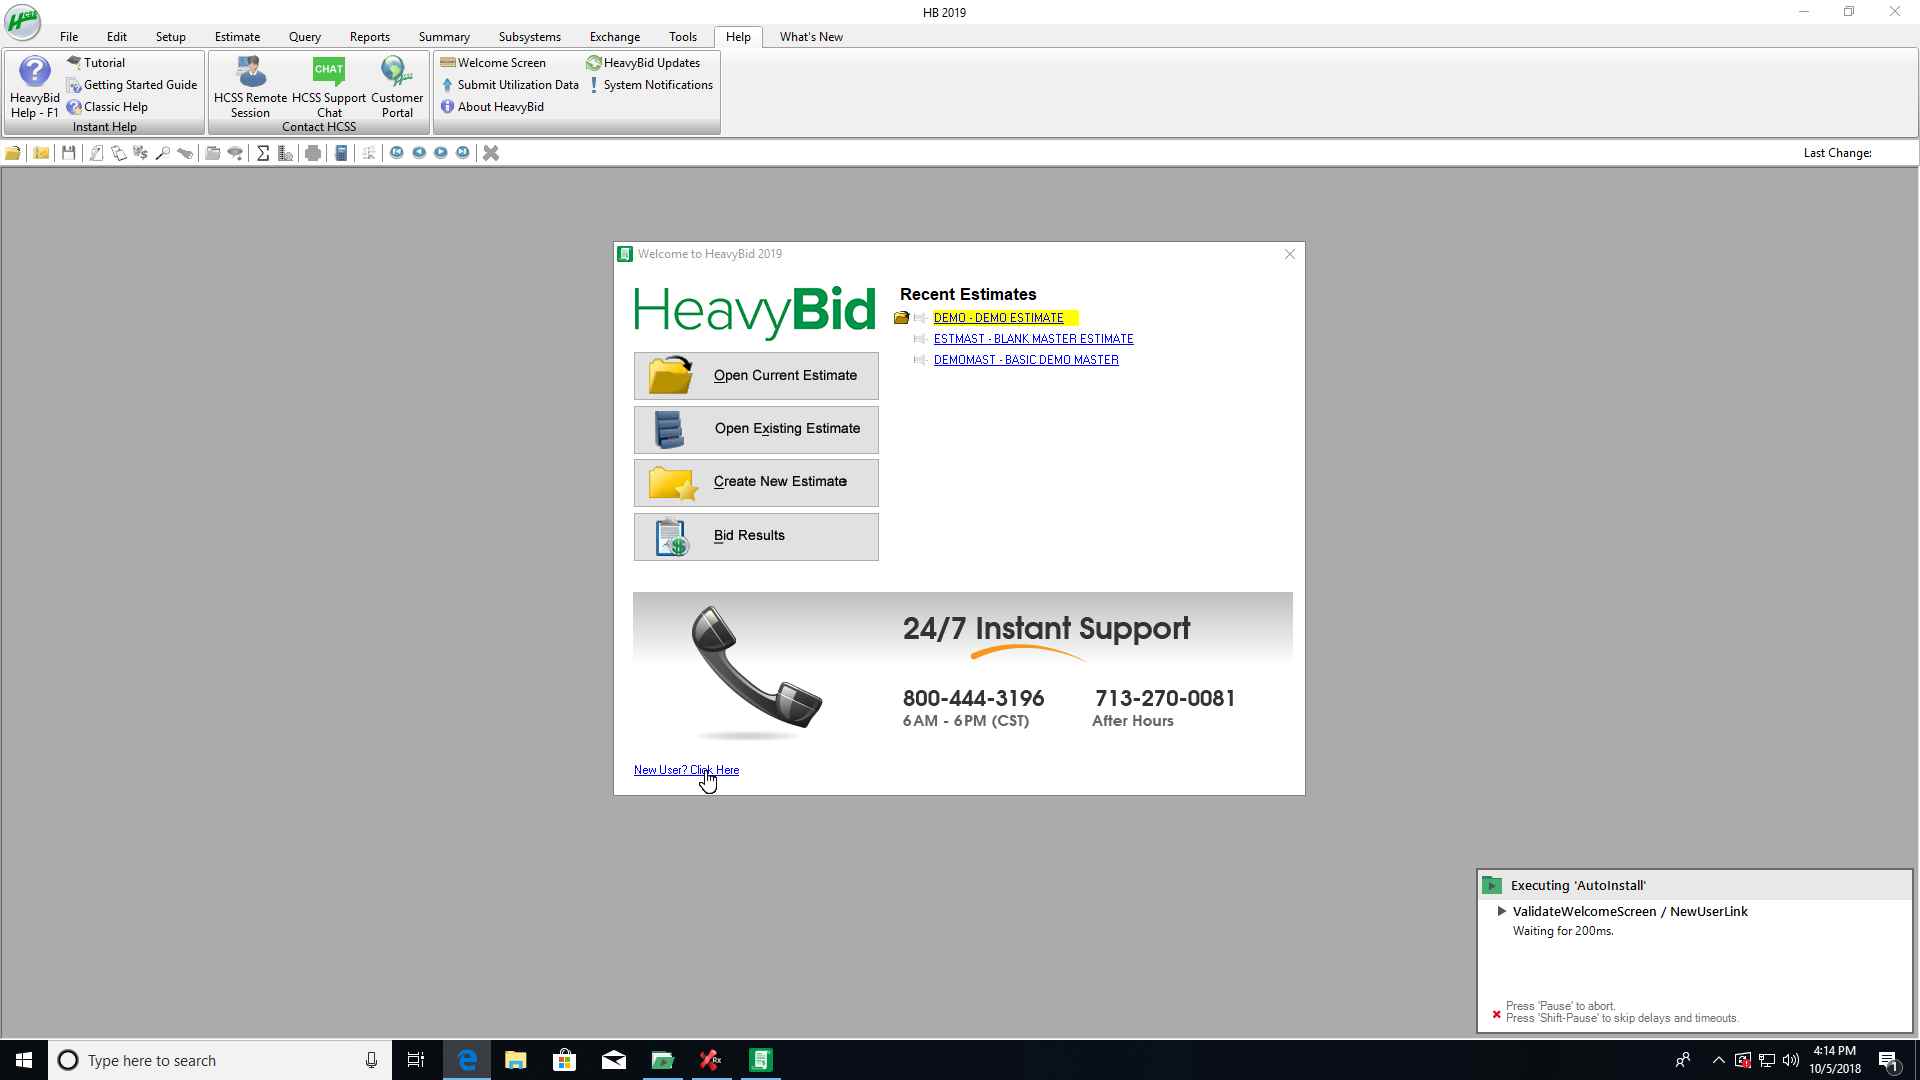 HB 2019
HCSS
File Edit Setup Estimate Query Reports Summary Subsystems Exchange Tools Help What's New
HeavyBid Help - F1
Tutorial
Getting Started Guide
Classic Help
Instant Help
HCSS Remote Session
HCSS Support Chat
CHAT
Customer Portal
Contact HCSS
Welcome Screen
Submit Utilization Data
About HeavyBid
HeavyBid Updates
System Notifications
Last Change:
Welcome to HeavyBid 2019
HeavyBid
Open Current Estimate
Open Existing Estimate
Create New Estimate
Bid Results
Recent Estimates
DEMO - DEMO ESTIMATE
ESTMAST - BLANK MASTER ESTIMATE
DEMOMAST - BASIC DEMO MASTER
24/7 Instant Support
800-444-3196 713-270-0081
6AM - 6PM (CST) After Hours
New User? Click Here
Executing 'AutoInstall'
ValidateWelcomeScreen / NewUserLink
Waiting for 200ms.
Press 'Pause' to abort.
Press 'Shift-Pause' to skip delays and timeouts.
Type here to search
Rx
4:14 PM
10/5/2018
1